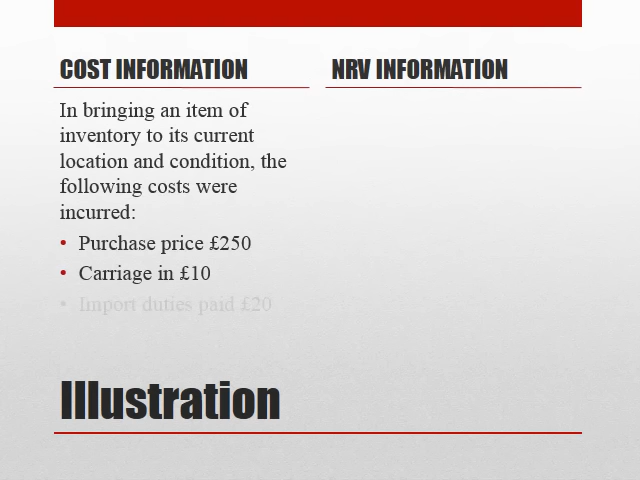 COST INFORMATION
NRV INFORMATION
In bringing an item of
inventory to its current
location and condition, the
following costs were
incurred:
• Purchase price £250
• Carriage in £10
• Import duties paid £20
Illustration